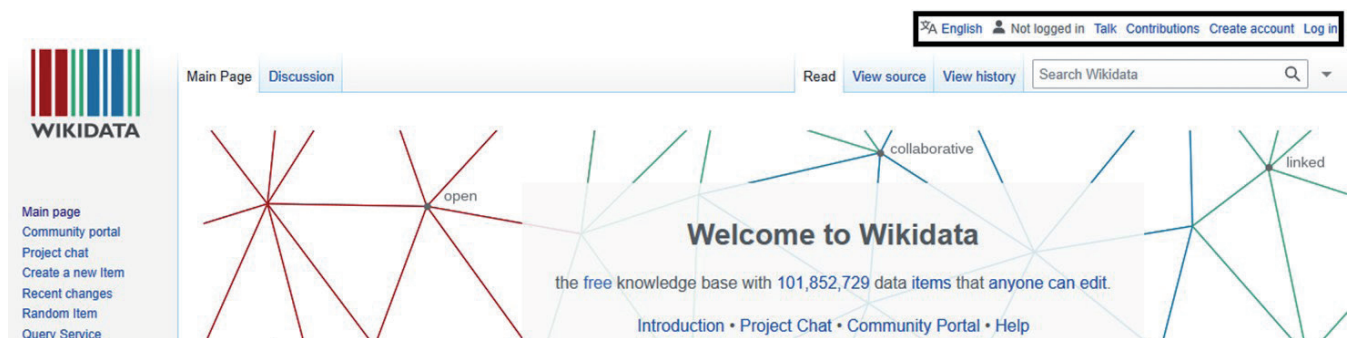 English Not logged in Talk Contributions Create account Log in
WIKIDATA
Main Page Discussion
Read View source View history Search Wikidata
collaborative
linked
open
Main page
Community portal
Project chat
Create a new Item
Recent changes
Random Item
Query Service
Welcome to Wikidata
the free knowledge base with 101,852,729 data items that anyone can edit.
Introduction • Project Chat • Community Portal • Help